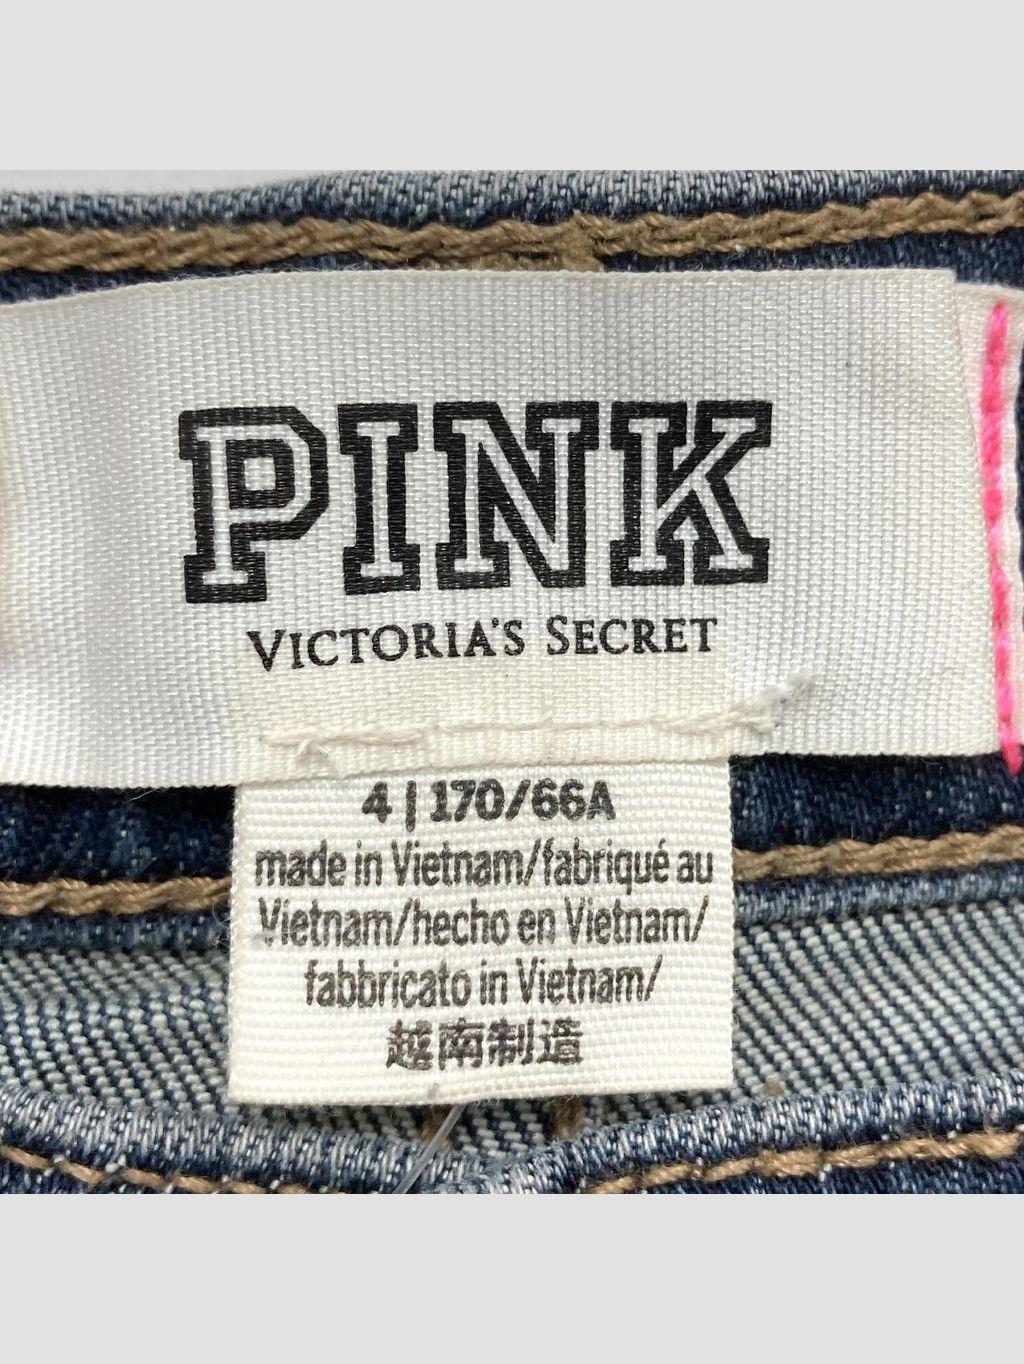 PINK
VICTORIA'S SECRET
4 | 170/66A
made in Vietnam/fabriqué au
Vietnam/hecho en Vietnam/
fabbricato in Vietnam/
越南制造